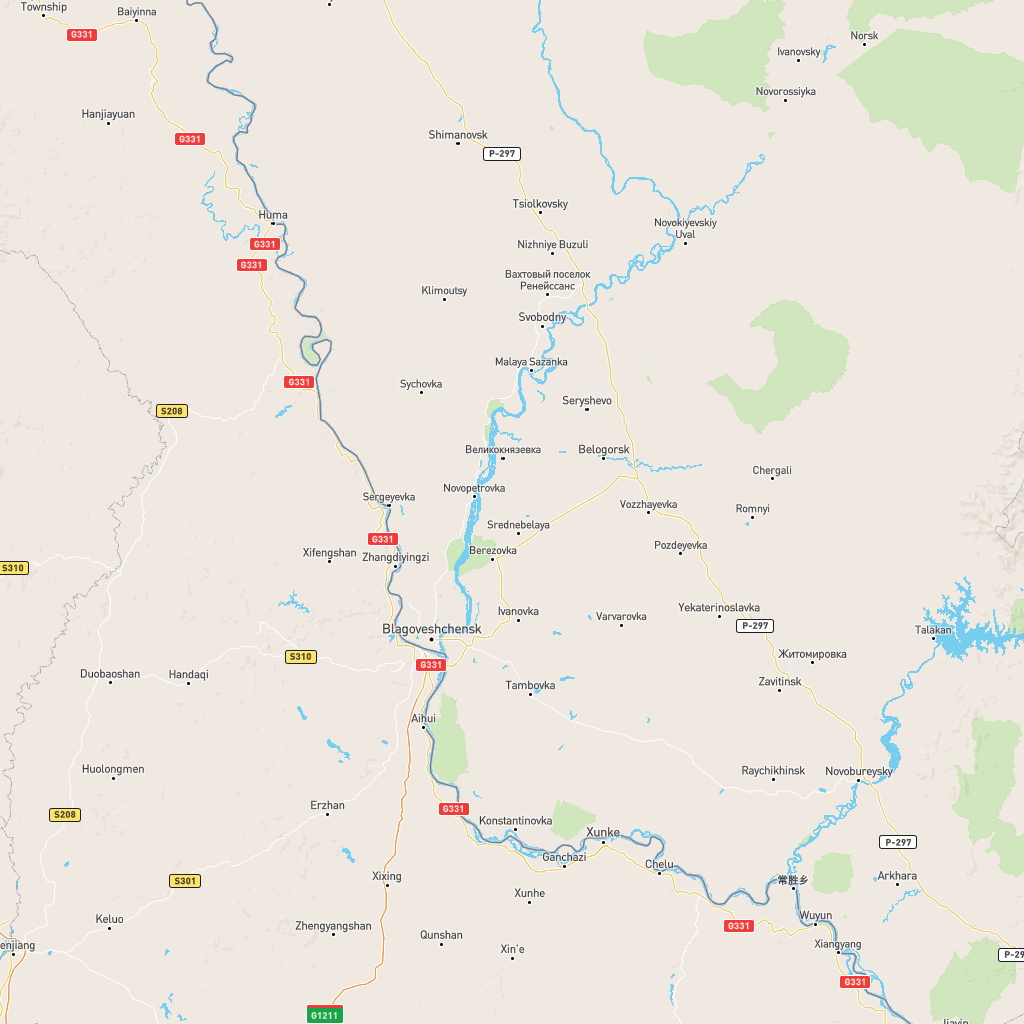 Township
Baiyinna
G331
Norsk
Ivanovsky
Novorossiyka
Hanjiayuan
Shimanovsk
G331
P-297
Tsiolkovsky
Huma
Novokiyevskiy
Uval
G331
Nizhniye Buzuli
G331
Вахтовый поселок
Ренейссанс
Klimoutsy
Svobodny
Malaya Sazanka
G331
Sychovka
Seryshevo
S208
Великокнязевка
Belogorsk
Chergali
Novopetrovka
Sergeyevka
Vozzhayevka
Romnyi
Srednebelaya
G331
Pozdeyevka
Xifengshan
Zhangdiyingzi
Berezovka
S310
Yekaterinoslavka
Ivanovka
Varvarovka
P-297
Blagoveshchensk
Talakan
S310
Житомировка
G331
Duobaoshan
Handaqi
Tambovka
Zavitinsk
Aihui
Huolongmen
Raychikhinsk
Novobureysky
Erzhan
G331
S208
Konstantinovka
Xunke
P-297
Ganchazi
Chelu
Xixing
S301
常胜乡
Arkhara
Xunhe
Keluo
Wuyun
Zhengyangshan
G331
Qunshan
enjiang
Xin'e
Xiangyang
P-29
G331
G1211